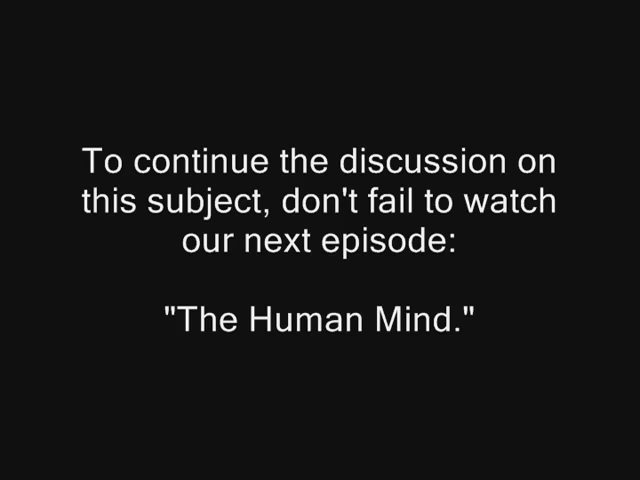 To continue the discussion on
this subject, don't fail to watch
our next episode:
"The Human Mind."